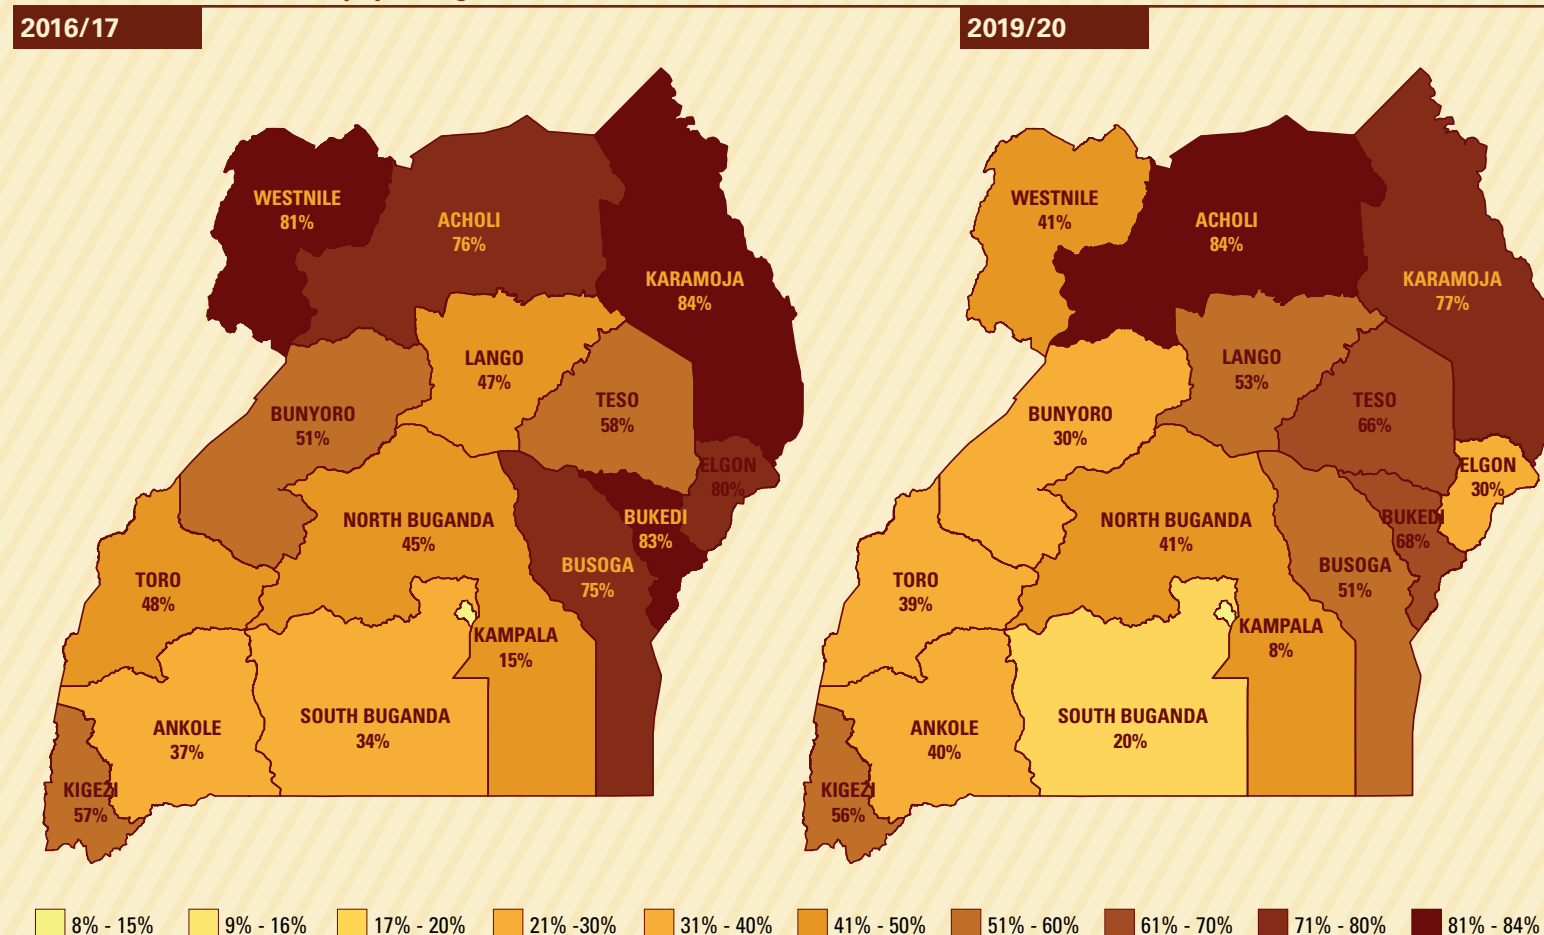 2016/17
WESTNILE
81%
ACHOLI
76%
KARAMOJA
84%
LANGO
47%
TESO
58%
BUNYORO
51%
ELGON
80%
BUKEDI
83%
NORTH BUGANDA
45%
BUSOGA
75%
TORO
48%
KAMPALA
15%
SOUTH BUGANDA
34%
ANKOLE
37%
KIGEZI
57%
2019/20
WESTNILE
41%
ACHOLI
84%
KARAMOJA
77%
LANGO
53%
TESO
66%
BUNYORO
30%
ELGON
30%
BUKEDI
68%
NORTH BUGANDA
41%
BUSOGA
51%
TORO
39%
KAMPALA
8%
SOUTH BUGANDA
20%
ANKOLE
40%
KIGEZI
56%
8% - 15% 9% - 16% 17% - 20% 21% -30% 31% - 40% 41% - 50% 51% - 60% 61% - 70% 71% - 80% 81% - 84%